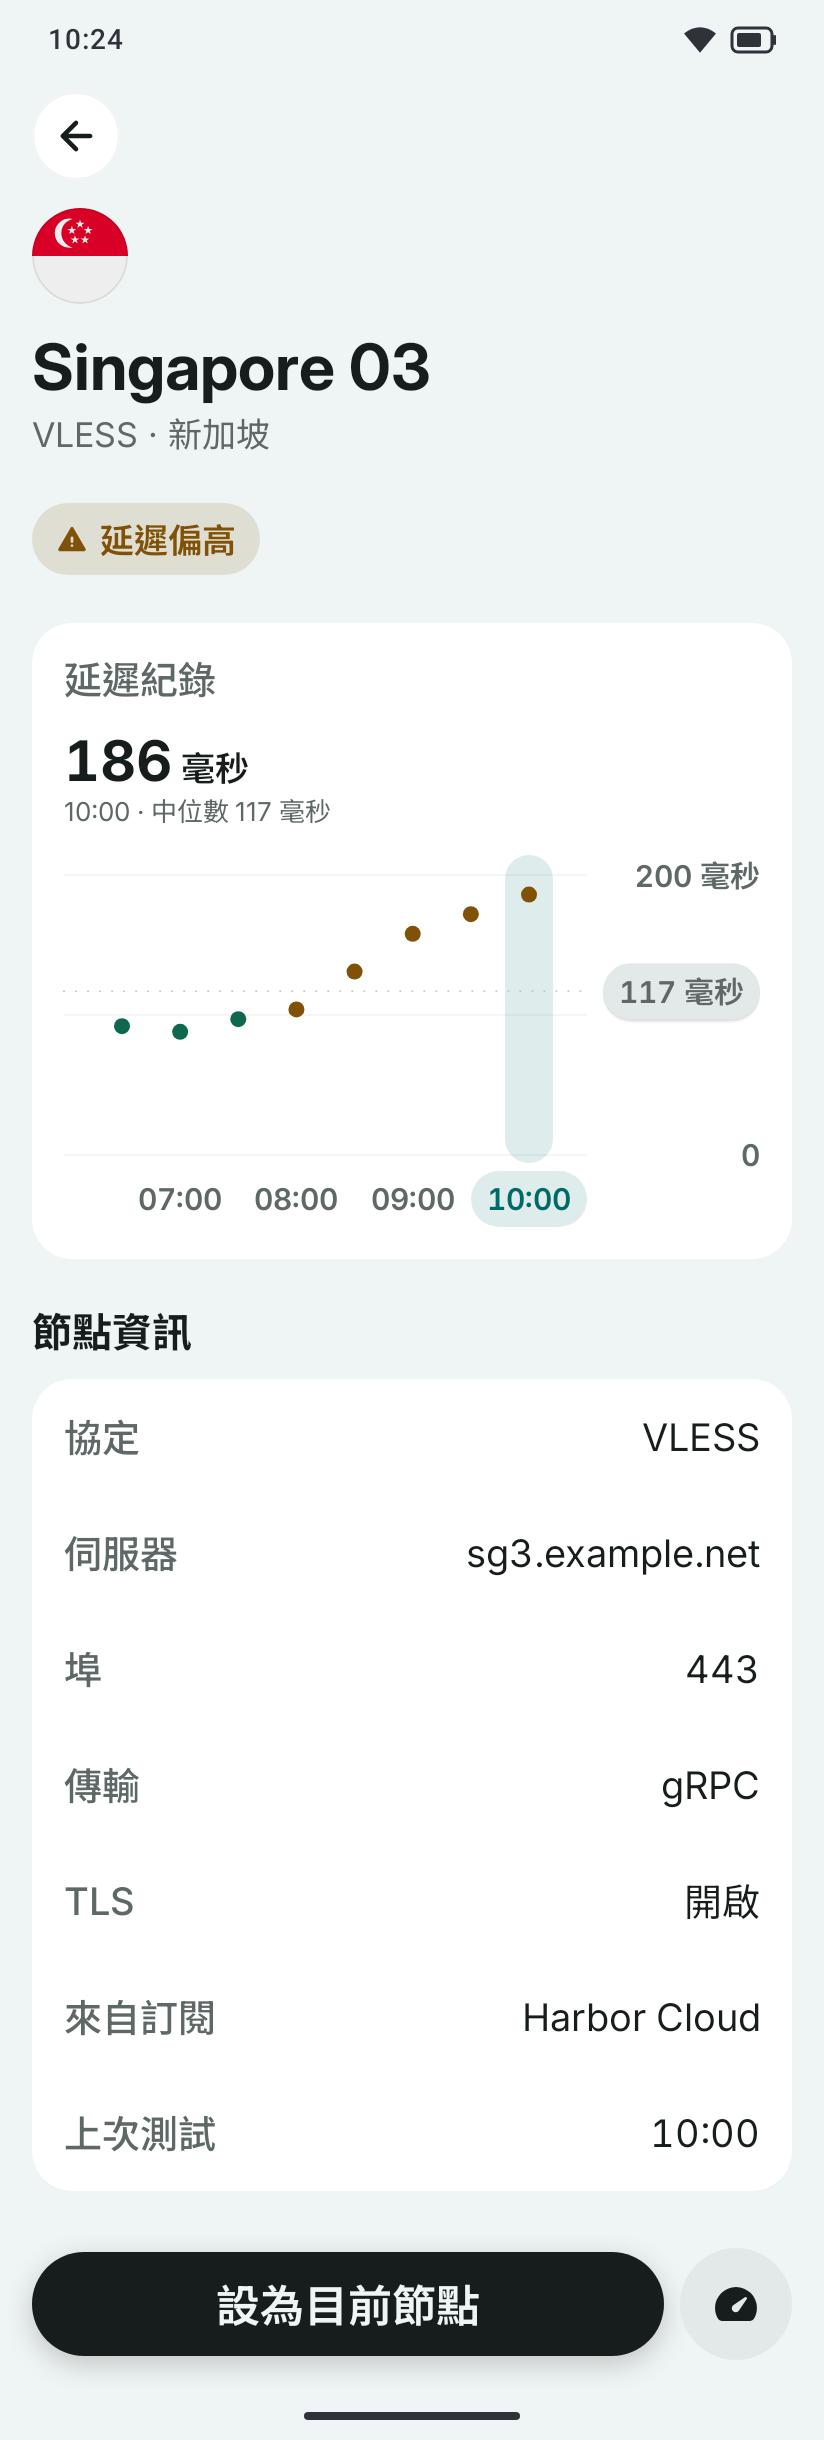 10:24
Singapore 03
VLESS · 新加坡
延遲偏高
延遲紀錄
186 毫秒
10:00 · 中位數 117 毫秒
200 毫秒
117 毫秒
0
07:00 08:00 09:00 10:00
節點資訊
協定 VLESS
伺服器 sg3.example.net
埠 443
傳輸 gRPC
TLS 開啟
來自訂閱 Harbor Cloud
上次測試 10:00
設為目前節點